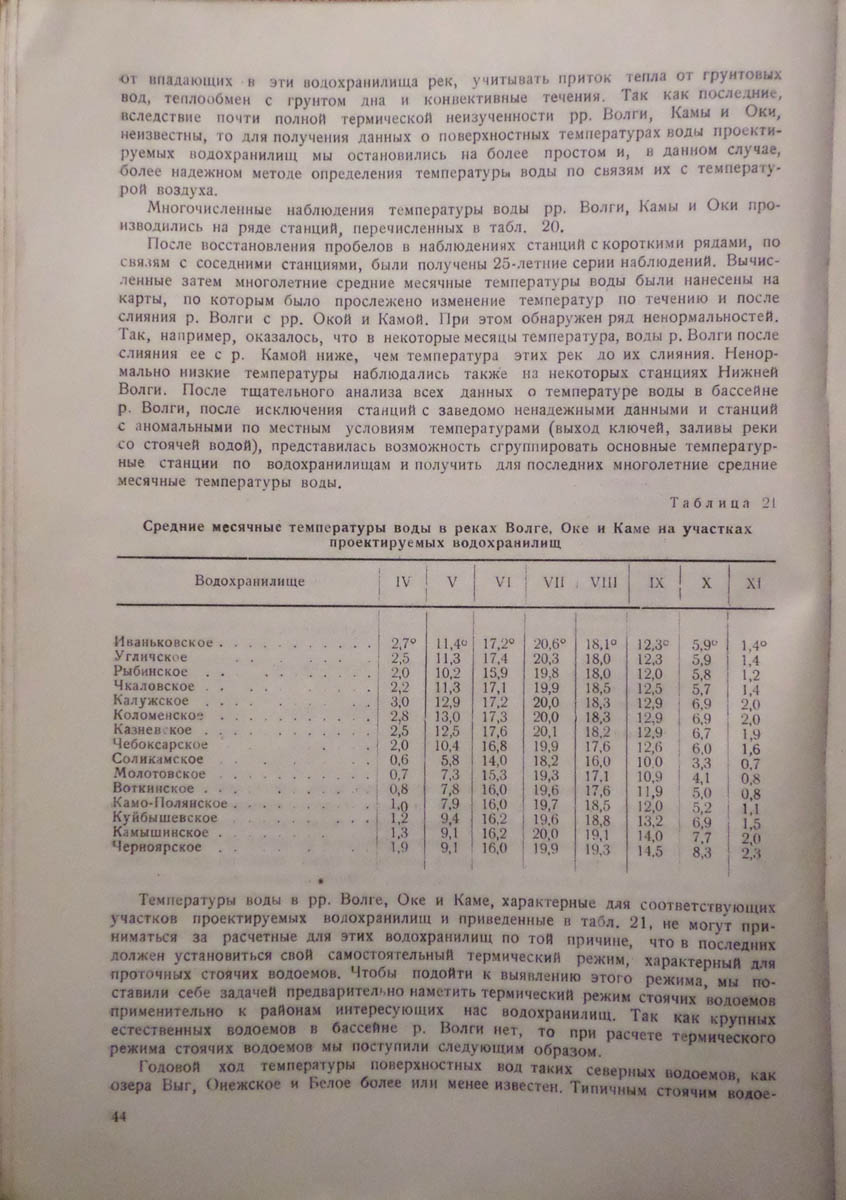 от впадающих в эти водохранилища рек, учитывать приток тепла от грунтовых
вод, теплообмен с грунтом дна и конвективные течения. Так как последние,
вследствие почти полной термической неизученности рр. Волги, Камы и Оки,
неизвестны, то для получения данных о поверхностных температурах воды проекти-
руемых водохранилищ мы остановились на более простом и, в данном случае,
более надежном методе определения температуры воды по связям их с температу-
рой воздуха.
Многочисленные наблюдения температуры воды рр. Волги, Камы и Оки про-
изводились на ряде станций, перечисленных в табл. 20.
После восстановления пробелов в наблюдениях станций с короткими рядами, по
связям с соседними станциями, были получены 25-летние серии наблюдений. Вычис-
ленные затем многолетние средние месячные температуры воды были нанесены на
карты, по которым было прослежено изменение температур по течению и после
слияния р. Волги с рр. Окой и Камой. При этом обнаружен ряд ненормальностей.
Так, например, оказалось, что в некоторые месяцы температура, воды р. Волги после
слияния ее с р. Камой ниже, чем температура этих рек до их слияния. Ненор-
мально низкие температуры наблюдались также на некоторых станциях Нижней
Волги. После тщательного анализа всех данных о температуре воды в бассейне
р. Волги, после исключения станций с заведомо ненадежными данными и станций
с аномальными по местным условиям температурами (выход ключей, заливы реки
со стоячей водой), представилась возможность сгруппировать основные температур-
ные станции по водохранилищам и получить для последних многолетние средние
месячные температуры воды.
Таблица 21
Средние месячные температуры воды в реках Волге, Оке и Каме на участках
проектируемых водохранилищ
Водохранилище IV V VI VII VIII IX X XI
Иваньковское . . . . . . . . . . . 2,7° 11,4° 17,2° 20,6° 18,1° 12,3° 5,9° 1,4°
Угличское 2,5 11,3 17,4 20,3 18,0 12,3 5,9 1,4
Рыбинское 2,0 10,2 15,9 19,8 18,0 12,0 5,8 1,2
Чкаловское 2,2 11,3 17,1 19,9 18,5 12,5 5,7 1,4
Калужское 3,0 12,9 17,2 20,0 18,3 12,9 6,9 2,0
Коломенское 2,8 13,0 17,3 20,0 18,3 12,9 6,9 2,0
Казневское 2,5 12,5 17,6 20,1 18,2 12,9 6,7 1,9
Чебоксарское 2,0 10,4 16,8 19,9 17,6 12,6 6,0 1,6
Соликамское 0,6 5,8 14,0 18,2 16,0 10,0 3,3 0,7
Молотовское 0,7 7,3 15,3 19,3 17,1 10,9 4,1 0,8
Воткинское 0,8 7,8 16,0 19,6 17,6 11,9 5,0 0,8
Камо-Полянское 1,0 7,9 16,0 19,7 18,5 12,0 5,2 1,1
Куйбышевское 1,2 9,4 16,2 19,6 18,8 13,2 6,9 1,5
Камышинское 1,3 9,1 16,2 20,0 19,1 14,0 7,7 2,0
Черноярское 1,9 9,1 16,0 19,9 19,3 14,5 8,3 2,3
Температуры воды в рр. Волге, Оке и Каме, характерные для соответствующих
участков проектируемых водохранилищ и приведенные в табл. 21, не могут при-
ниматься за расчетные для этих водохранилищ по той причине, что в последних
должен установиться свой самостоятельный термический режим, характерный для
проточных стоячих водоемов. Чтобы подойти к выявлению этого режима, мы по-
ставили себе задачей предварительно наметить термический режим стоячих водоемов
применительно к районам интересующих нас водохранилищ. Так как крупных
естественных водоемов в бассейне р. Волги нет, то при расчете термического
режима стоячих водоемов мы поступили следующим образом.
Годовой ход температуры поверхностных вод таких северных водоемов, как
озера Выг, Онежское и Белое более или менее известен. Типичным стоячим водое-
44